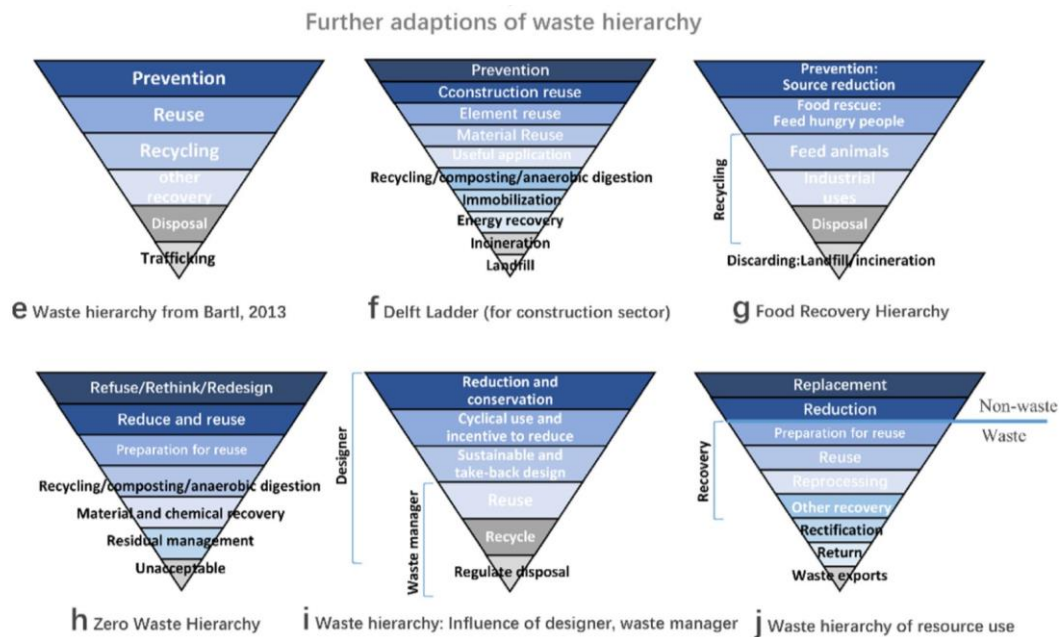 Further adaptions of waste hierarchy
Prevention
Reuse
Recycling
other
recovery
Disposal
Trafficking
e Waste hierarchy from Bartl, 2013
Prevention
Cconstruction reuse
Element reuse
Material Reuse
Useful application
Recycling/composting/anaerobic digestion
Immobilization
Energy recovery
Incineration
Landfill
f Delft Ladder (for construction sector)
Prevention:
Source reduction
Food rescue:
Feed hungry people
Feed animals
Industrial
uses
Disposal
Discarding:Landfill/incineration
Recycling
g Food Recovery Hierarchy
Refuse/Rethink/Redesign
Reduce and reuse
Preparation for reuse
Recycling/composting/anaerobic digestion
Material and chemical recovery
Residual management
Unacceptable
h Zero Waste Hierarchy
Designer
Waste manager
Reduction and
conservation
Cyclical use and
incentive to reduce
Sustainable and
take-back design
Reuse
Recycle
Regulate disposal
i Waste hierarchy: Influence of designer, waste manager
Replacement
Reduction
Non-waste
Waste
Preparation for reuse
Reuse
Reprocessing
Other recovery
Recovery
Rectification
Return
Waste exports
j Waste hierarchy of resource use